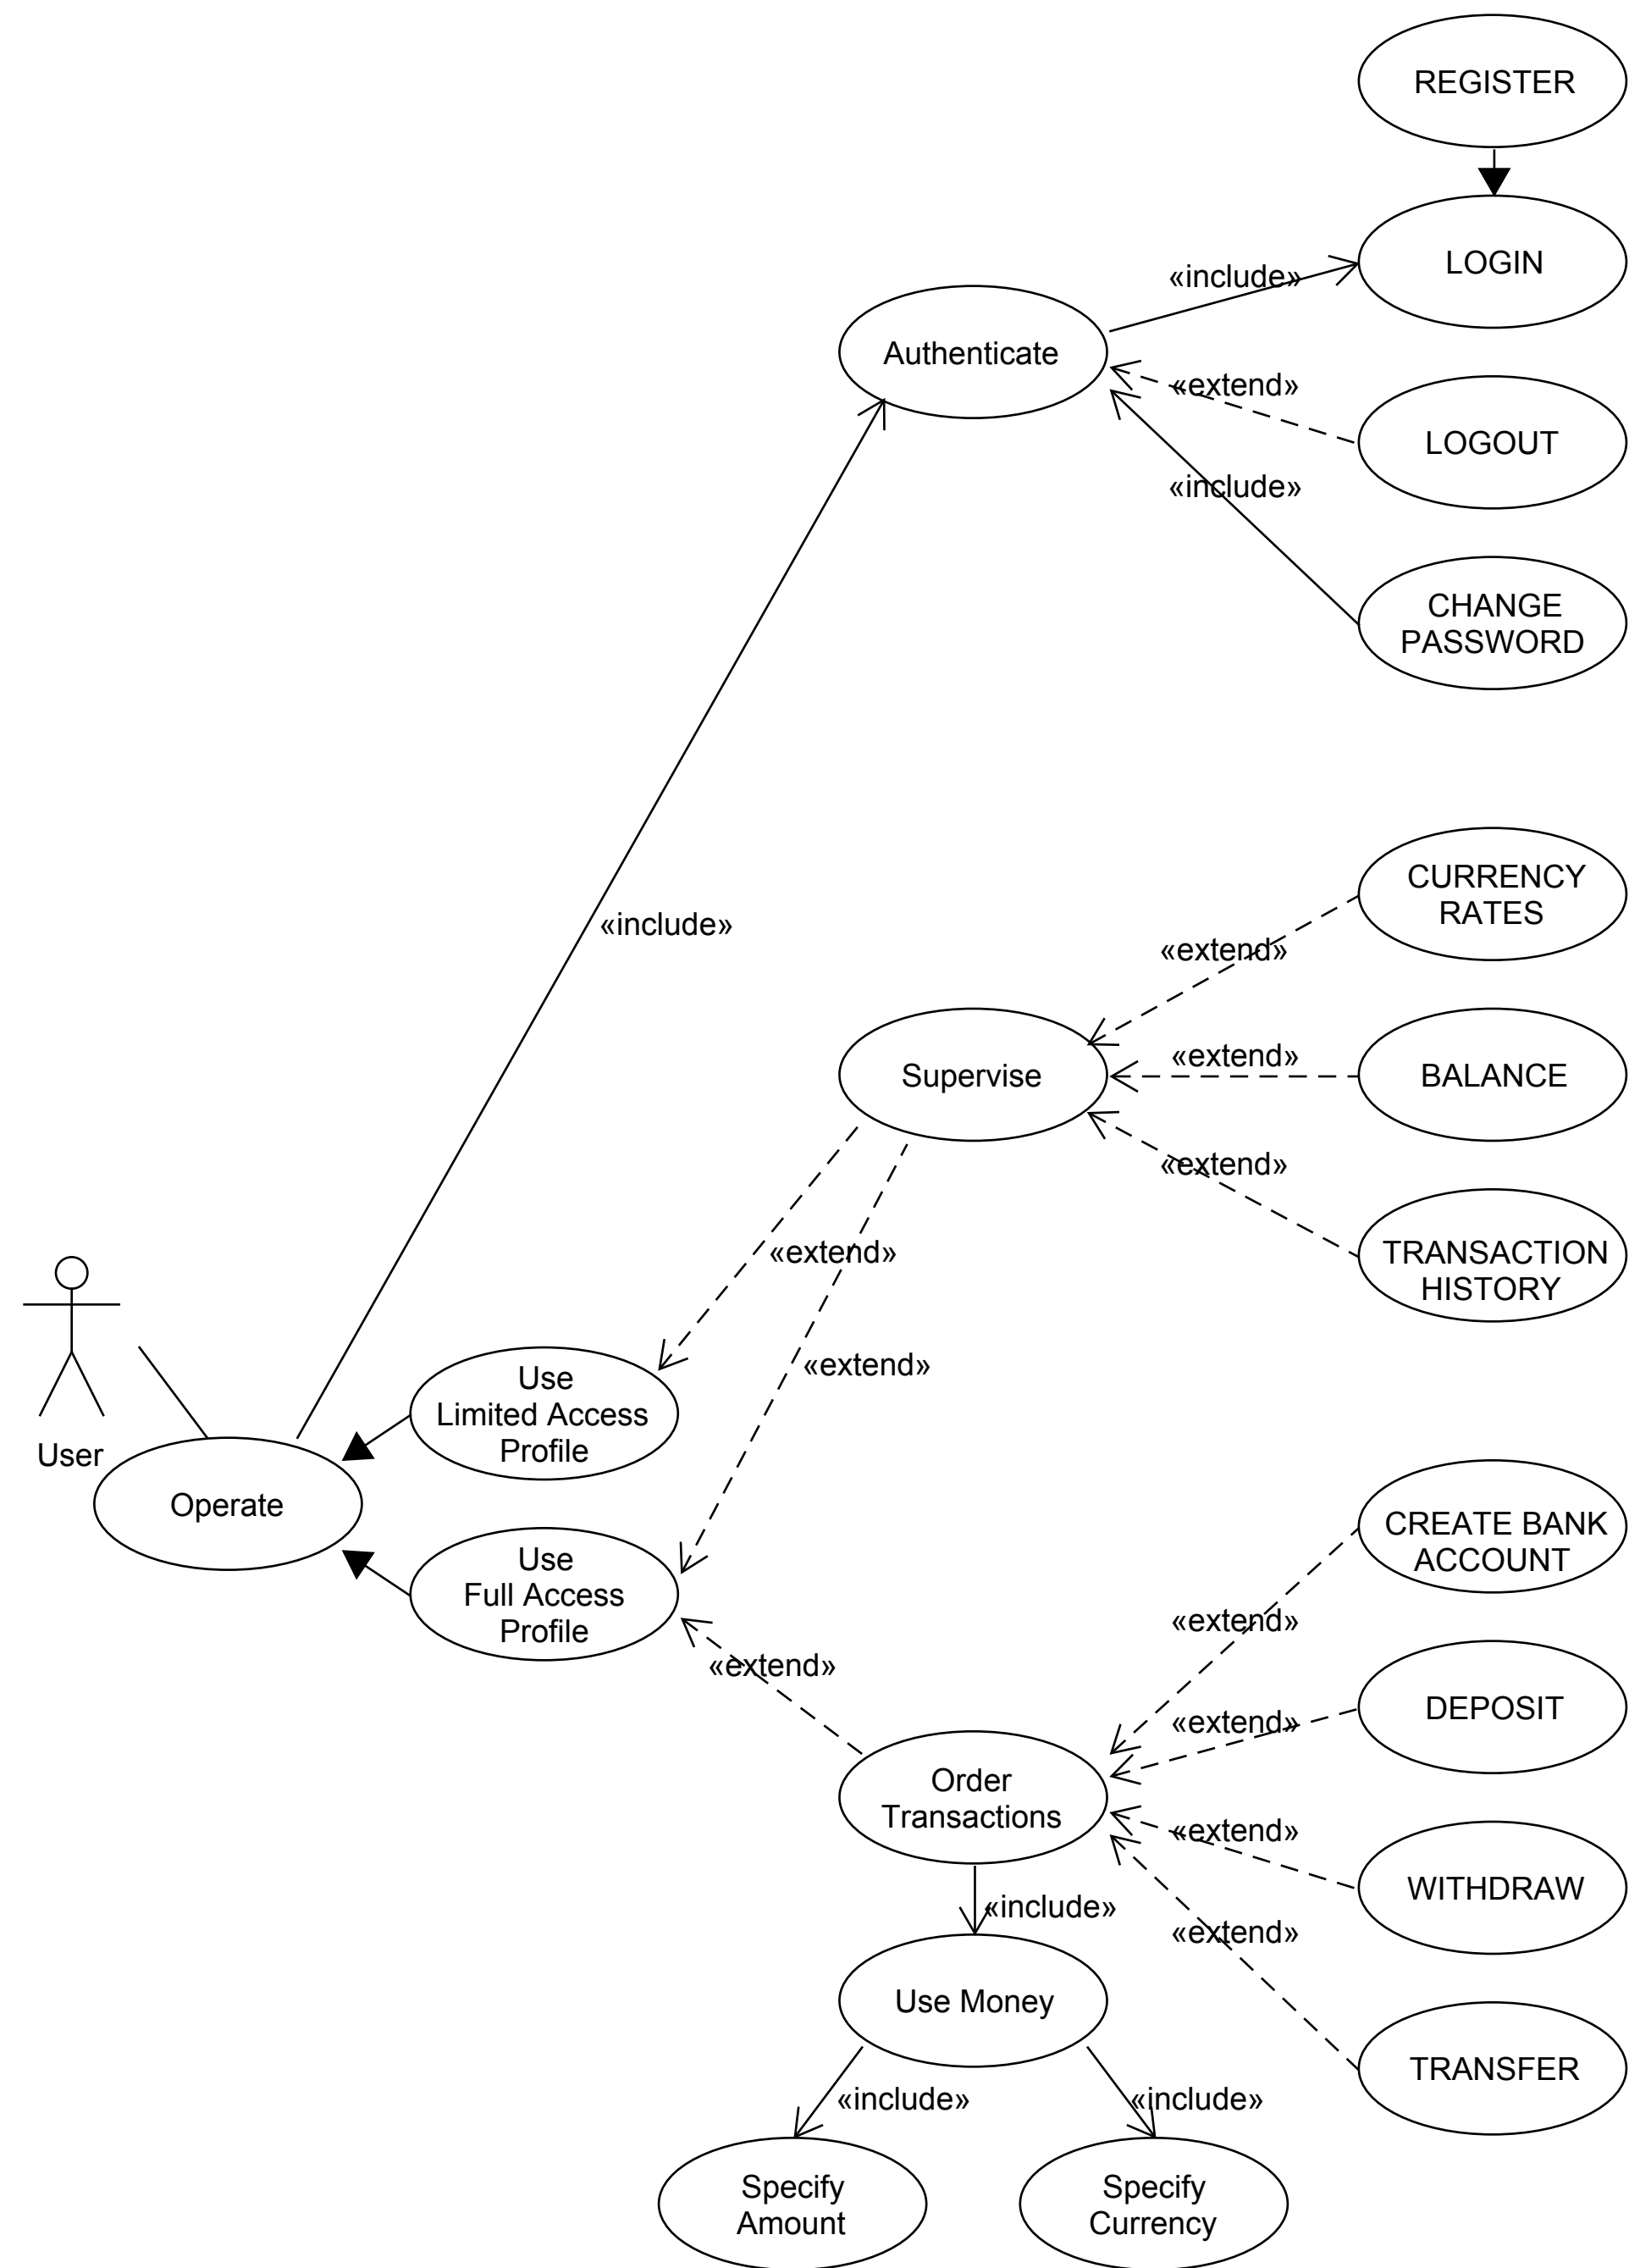 REGISTER
LOGIN
«include»
Authenticate
«extend»
LOGOUT
«include»
CHANGE
PASSWORD
CURRENCY
RATES
«include»
«extend»
Supervise
«extend»
BALANCE
«extend»
TRANSACTION
HISTORY
«extend»
«extend»
User
Use
Limited Access
Profile
Operate
Use
Full Access
Profile
CREATE BANK
ACCOUNT
«extend»
«extend»
DEPOSIT
«extend»
Order
Transactions
«extend»
WITHDRAW
«include»
«extend»
Use Money
TRANSFER
«include»
«include»
Specify
Amount
Specify
Currency